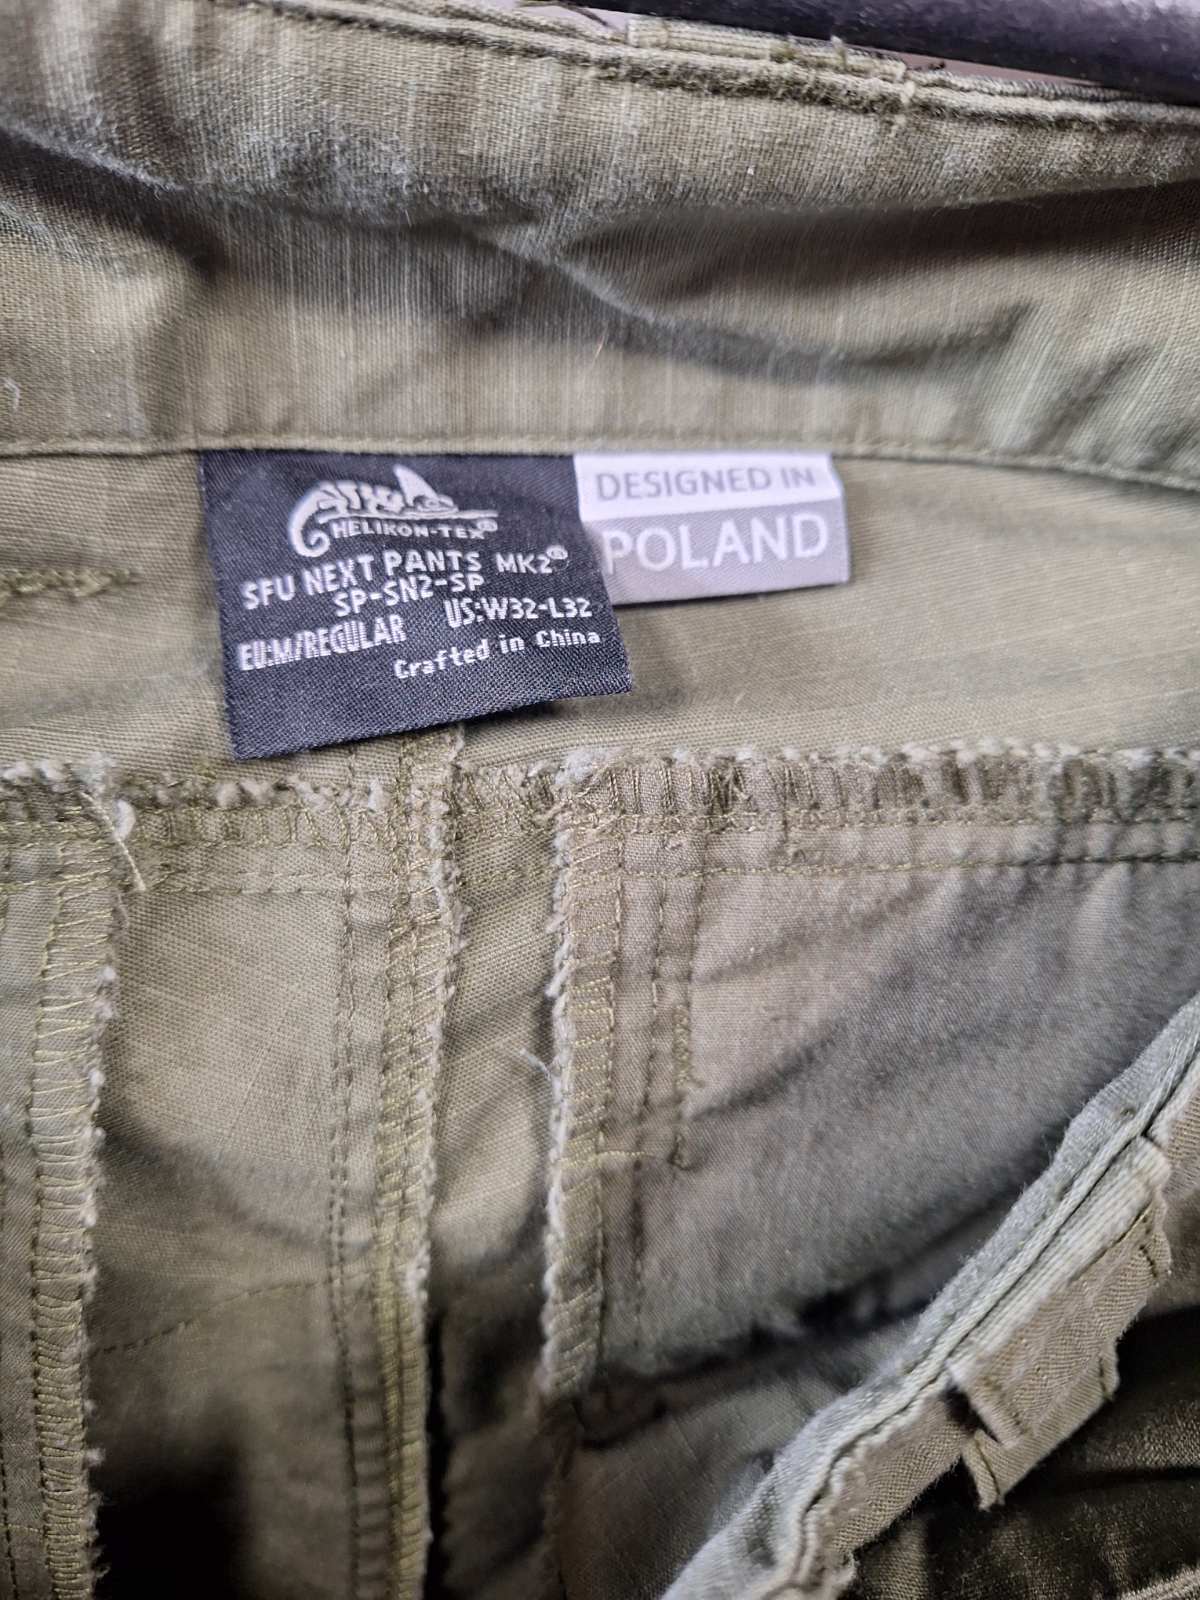 HELIKON-TEX®
SFU NEXT PANTS MK2®
SP-SN2-SP
EU:M/REGULAR US:W32-L32
Crafted in China
DESIGNED IN
POLAND